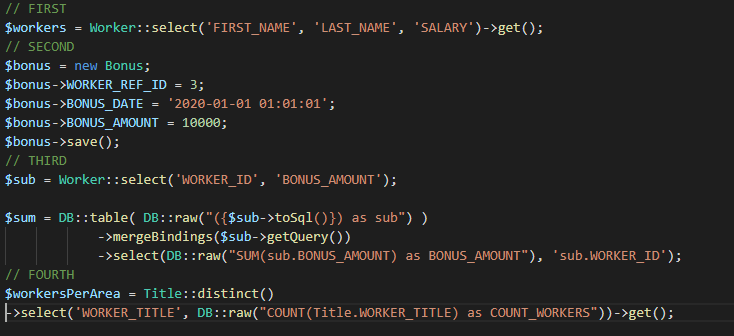 // FIRST
$workers = Worker::select('FIRST_NAME', 'LAST_NAME', 'SALARY')->get();
// SECOND
$bonus = new Bonus;
$bonus->WORKER_REF_ID = 3;
$bonus->BONUS_DATE = '2020-01-01 01:01:01';
$bonus->BONUS_AMOUNT = 10000;
$bonus->save();
// THIRD
$sub = Worker::select('WORKER_ID', 'BONUS_AMOUNT');
$sum = DB::table( DB::raw("({$sub->toSql()}) as sub") )
->mergeBindings($sub->getQuery())
->select(DB::raw("SUM(sub.BONUS_AMOUNT) as BONUS_AMOUNT"), 'sub.WORKER_ID');
// FOURTH
$workersPerArea = Title::distinct()
->select('WORKER_TITLE', DB::raw("COUNT(Title.WORKER_TITLE) as COUNT_WORKERS"))->get();